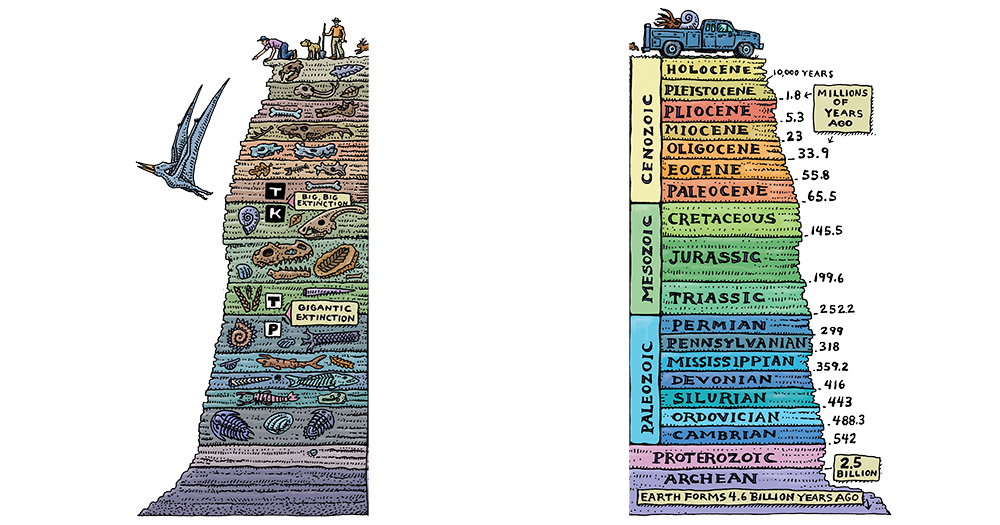 T
BIG, BIG
EXTINCTION
K
T
GIGANTIC
EXTINCTION
P
CENOZOIC
HOLOCENE
10,000 YEARS
PLEISTOCENE
1.8
MILLIONS
OF
YEARS
AGO
PLIOCENE
5.3
MIOCENE
23
OLIGOCENE
33.9
EOCENE
55.8
PALEOCENE
65.5
MESOZOIC
CRETACEOUS
145.5
JURASSIC
199.6
TRIASSIC
252.2
PALEOZOIC
PERMIAN
299
PENNSYLVANIAN
318
MISSISSIPPIAN
359.2
DEVONIAN
416
SILURIAN
443
ORDOVICIAN
488.3
CAMBRIAN
542
PROTEROZOIC
2.5
BILLION
ARCHEAN
EARTH FORMS 4.6 BILLION YEARS AGO